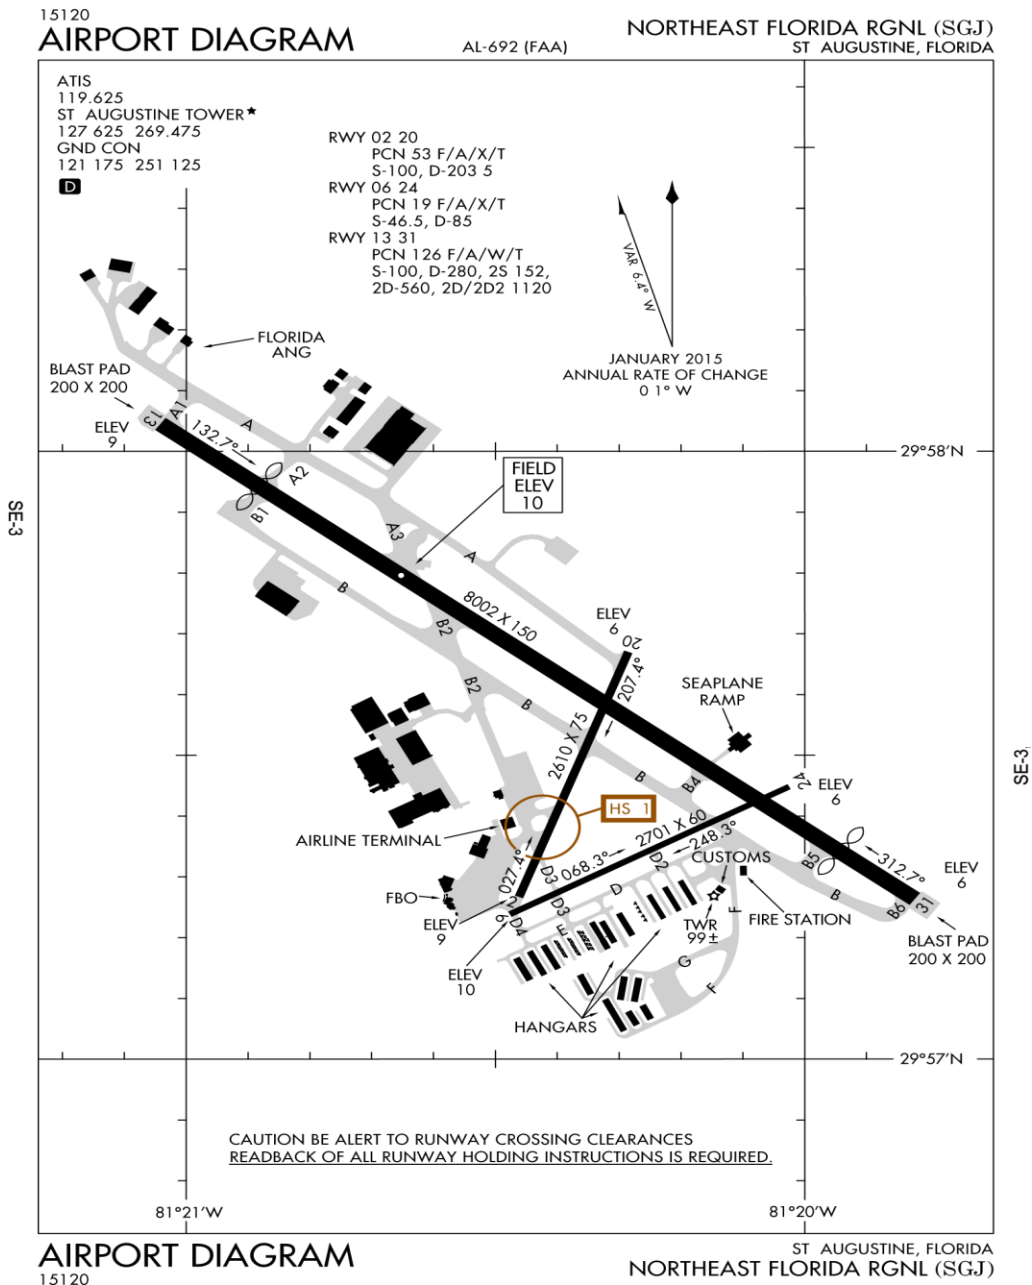 15120
AIRPORT DIAGRAM
AL-692 (FAA)
NORTHEAST FLORIDA RGNL (SGJ)
ST AUGUSTINE, FLORIDA
ATIS
119.625
ST AUGUSTINE TOWER★
127 625 269.475
GND CON
121 175 251 125
D
RWY 02 20
PCN 53 F/A/X/T
S-100, D-203 5
RWY 06 24
PCN 19 F/A/X/T
S-46.5, D-85
RWY 13 31
PCN 126 F/A/W/T
S-100, D-280, 2S 152,
2D-560, 2D/2D2 1120
VAR 6.4° W
JANUARY 2015
ANNUAL RATE OF CHANGE
0 1° W
FLORIDA
ANG
BLAST PAD
200 X 200
ELEV
6
13
A1
132.7°
A
A2
B1
29°58'N
FIELD
ELEV
10
SE-3
SE-3
A3
A
B
8002 X 150
B2
ELEV
9
20
207.4°
B2
B
2610 X 75
SEAPLANE
RAMP
B
B4
24
ELEV
6
HS 1
AIRLINE TERMINAL
2701 X 60
248.3°
068.3°
027.4°
D2
CUSTOMS
B5
312.7°
ELEV
6
D3
D
FBO
2
D3
B
B6
31
ELEV
9
6
D4
E
TWR
99±
F
FIRE STATION
ELEV
10
G
F
BLAST PAD
200 X 200
HANGARS
29°57'N
CAUTION BE ALERT TO RUNWAY CROSSING CLEARANCES
READBACK OF ALL RUNWAY HOLDING INSTRUCTIONS IS REQUIRED.
81°21'W
81°20'W
AIRPORT DIAGRAM
15120
ST AUGUSTINE, FLORIDA
NORTHEAST FLORIDA RGNL (SGJ)